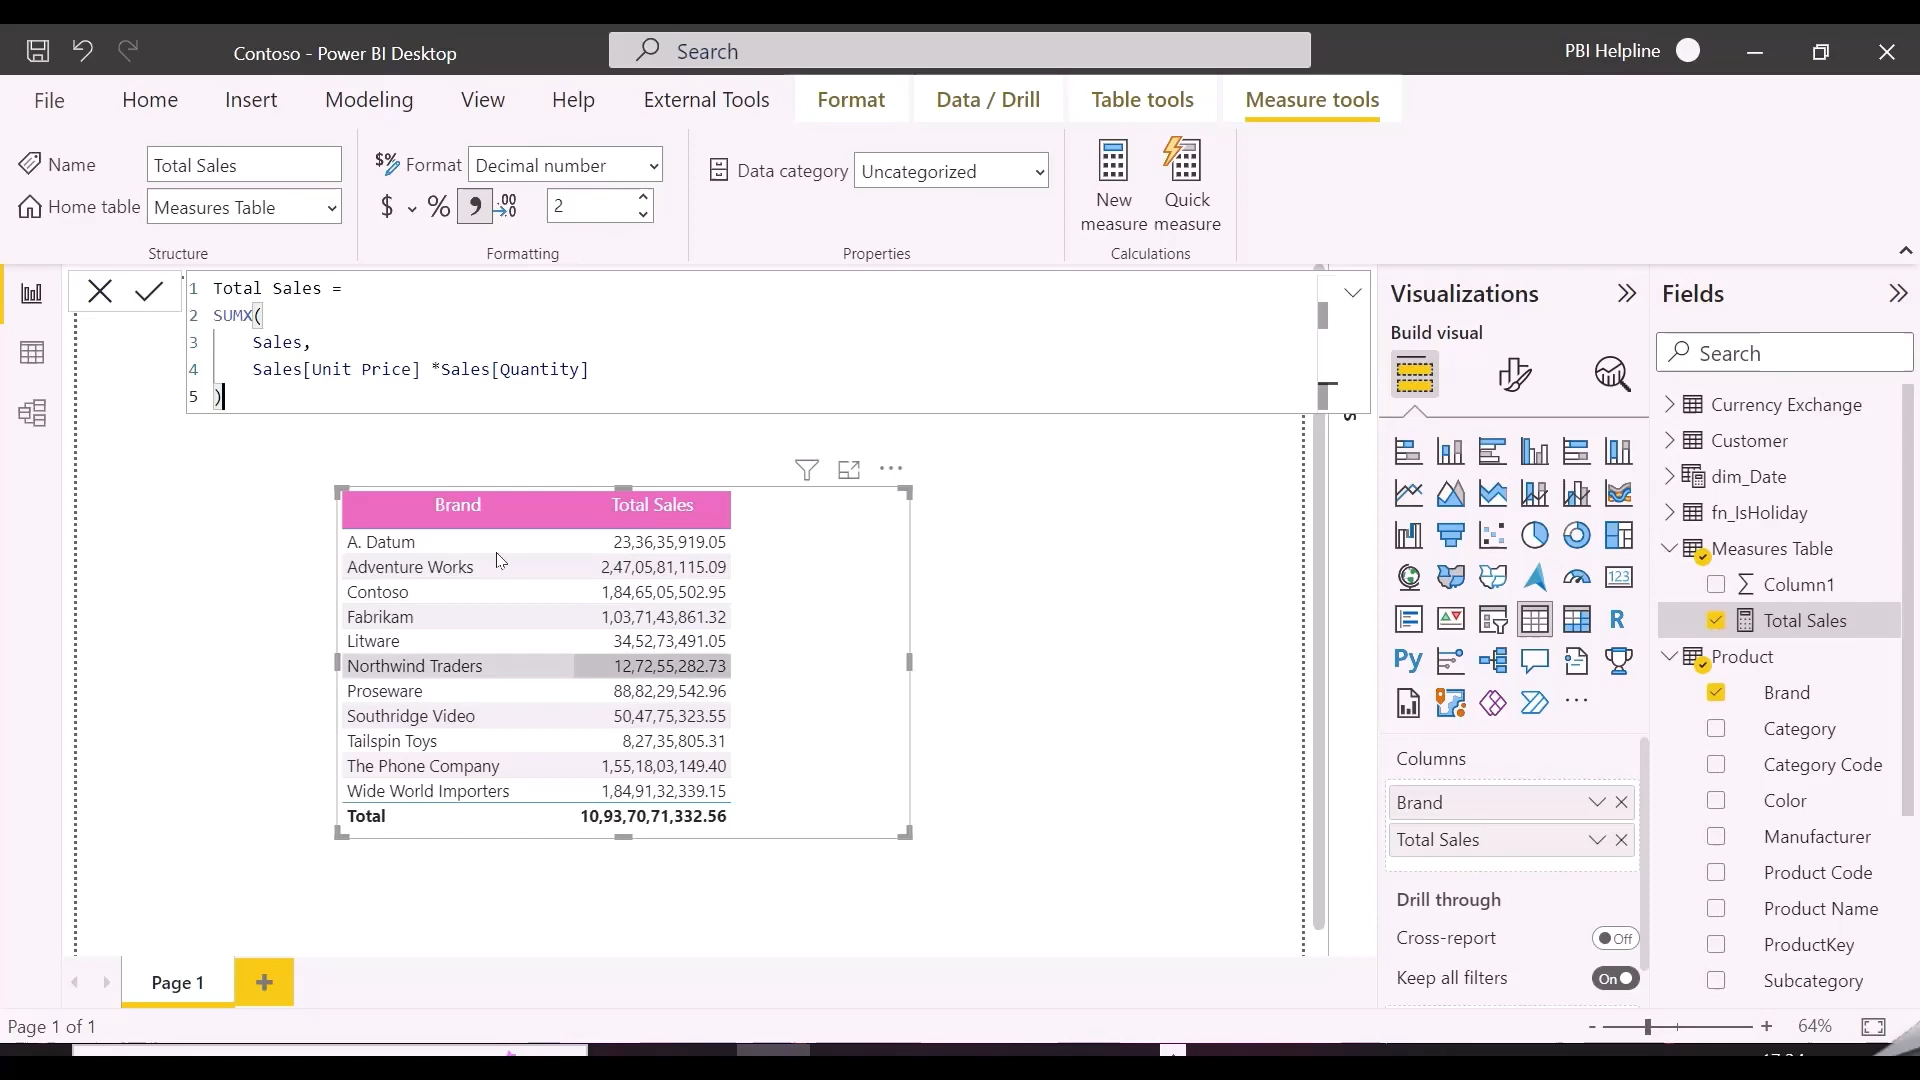 Contoso - Power BI Desktop
Search
PBI Helpline
File Home Insert Modeling View Help External Tools Format Data / Drill Table tools Measure tools
Name Total Sales
$% Format Decimal number
Data category Uncategorized
New measure
Quick measure
Home table Measures Table
$ % 9 .00 2
Structure
Formatting
Properties
Calculations
1 Total Sales =
2 SUMX(
3 Sales,
4 Sales[Unit Price] *Sales[Quantity]
5 )
Brand Total Sales
A. Datum 23,36,35,919.05
Adventure Works 2,47,05,81,115.09
Contoso 1,84,65,05,502.95
Fabrikam 1,03,71,43,861.32
Litware 34,52,73,491.05
Northwind Traders 12,72,55,282.73
Proseware 88,82,29,542.96
Southridge Video 50,47,75,323.55
Tailspin Toys 8,27,35,805.31
The Phone Company 1,55,18,03,149.40
Wide World Importers 1,84,91,32,339.15
Total 10,93,70,71,332.56
Visualizations
Build visual
123
R
Py
Columns
Brand
Total Sales
Drill through
Cross-report Off
Keep all filters On
Fields
Search
Currency Exchange
Customer
dim_Date
fn_IsHoliday
Measures Table
Column1
Total Sales
Product
Brand
Category
Category Code
Color
Manufacturer
Product Code
Product Name
ProductKey
Subcategory
Page 1
Page 1 of 1
- + 64%